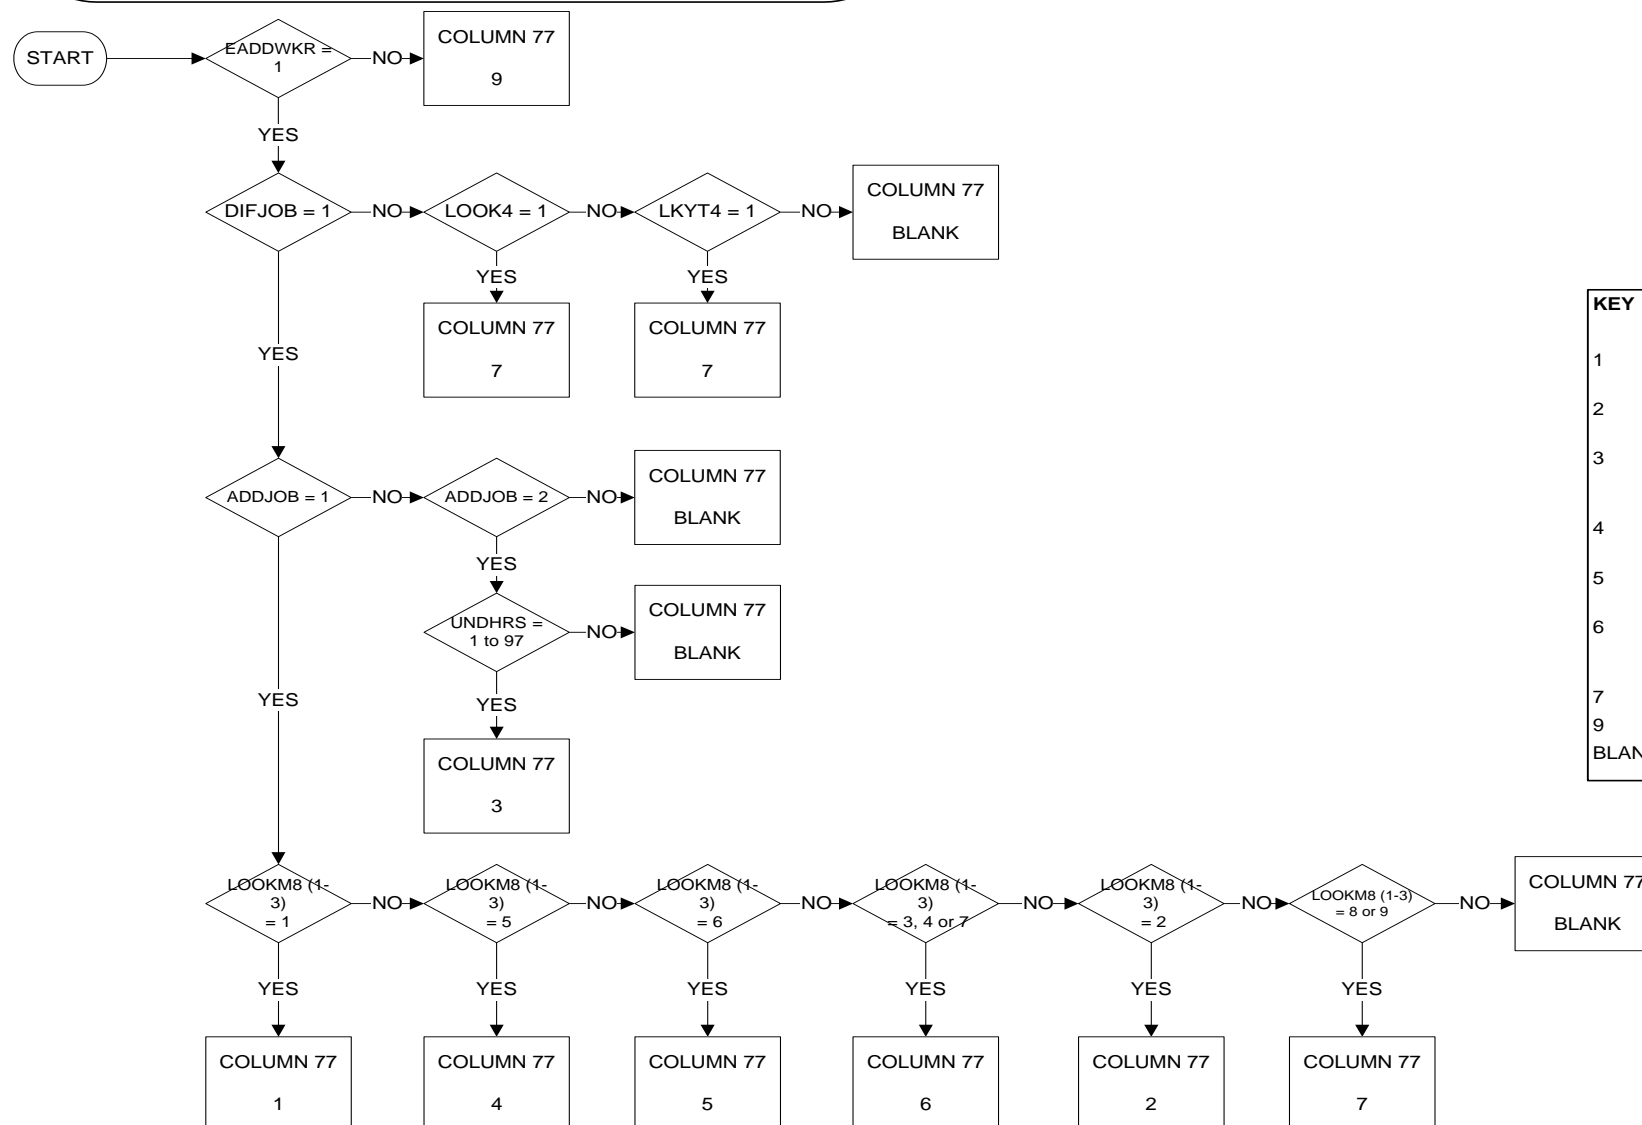 START
EADDWKR =
1
NO
COLUMN 77
9
YES
DIFJOB = 1
NO
LOOK4 = 1
NO
LKYT4 = 1
NO
COLUMN 77
BLANK
YES
YES
COLUMN 77
7
COLUMN 77
7
YES
ADDJOB = 1
NO
ADDJOB = 2
NO
COLUMN 77
BLANK
YES
UNDHRS =
1 to 97
NO
COLUMN 77
BLANK
YES
COLUMN 77
3
YES
LOOKM8 (1-
3)
= 1
NO
LOOKM8 (1-
3)
= 5
NO
LOOKM8 (1-
3)
= 6
NO
LOOKM8 (1-
3)
= 3, 4 or 7
NO
LOOKM8 (1-
3)
= 2
NO
LOOKM8 (1-3)
= 8 or 9
NO
COLUMN 77
BLANK
YES
YES
YES
YES
YES
YES
COLUMN 77
1
COLUMN 77
4
COLUMN 77
5
COLUMN 77
6
COLUMN 77
2
COLUMN 77
7
KEY
1
2
3
4
5
6
7
9
BLAN